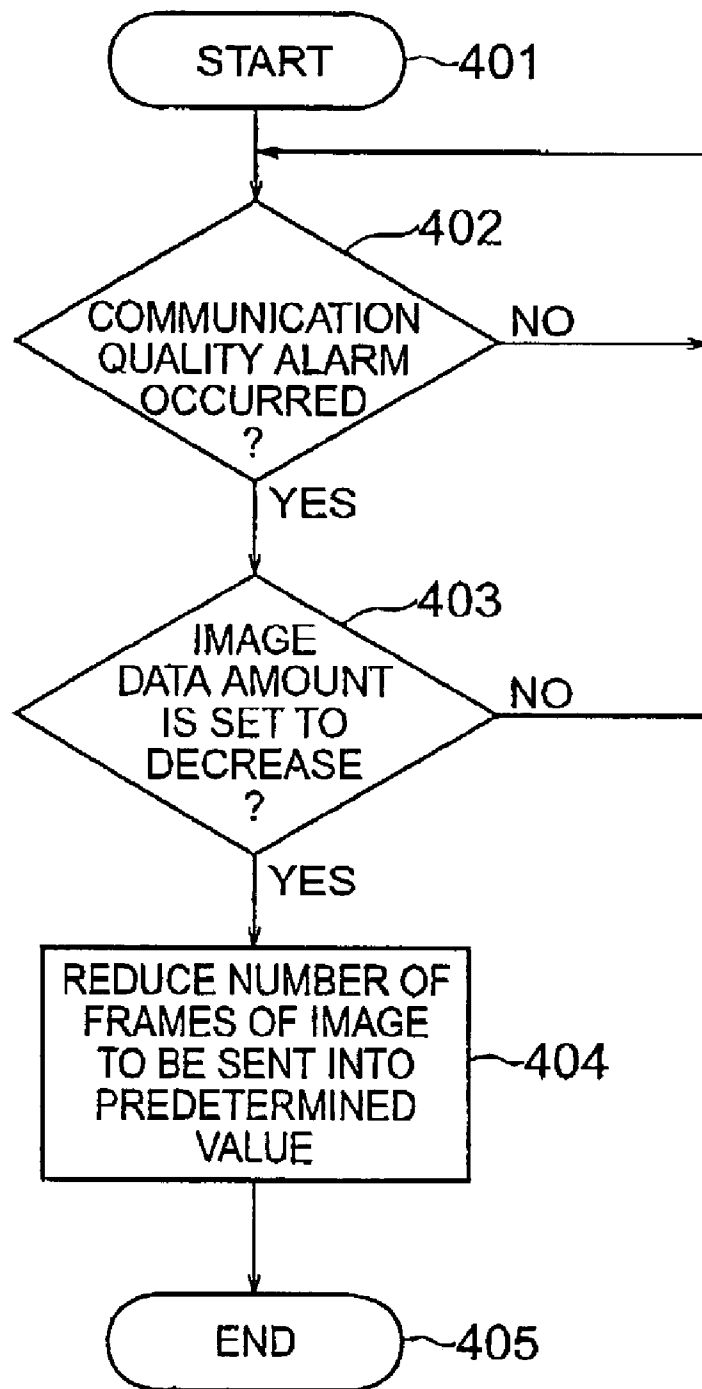 START
401
402
COMMUNICATION
QUALITY ALARM
OCCURRED
?
NO
YES
403
IMAGE
DATA AMOUNT
IS SET TO
DECREASE
?
NO
YES
REDUCE NUMBER OF
FRAMES OF IMAGE
TO BE SENT INTO
PREDETERMINED
VALUE
404
END
405